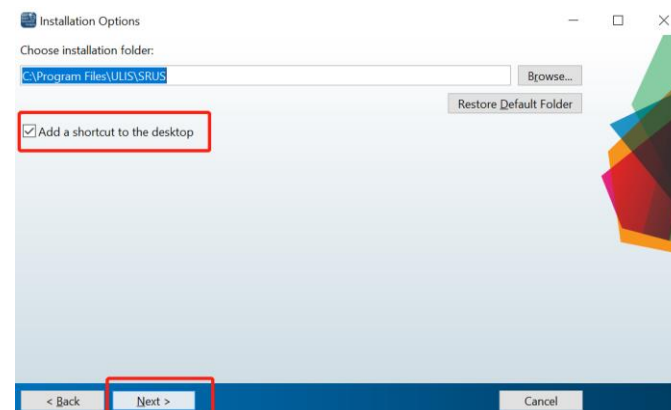 Installation Options
Choose installation folder:
C:\Program Files\ULIS\SRUS
Browse...
Restore Default Folder
Add a shortcut to the desktop
< Back
Next >
Cancel